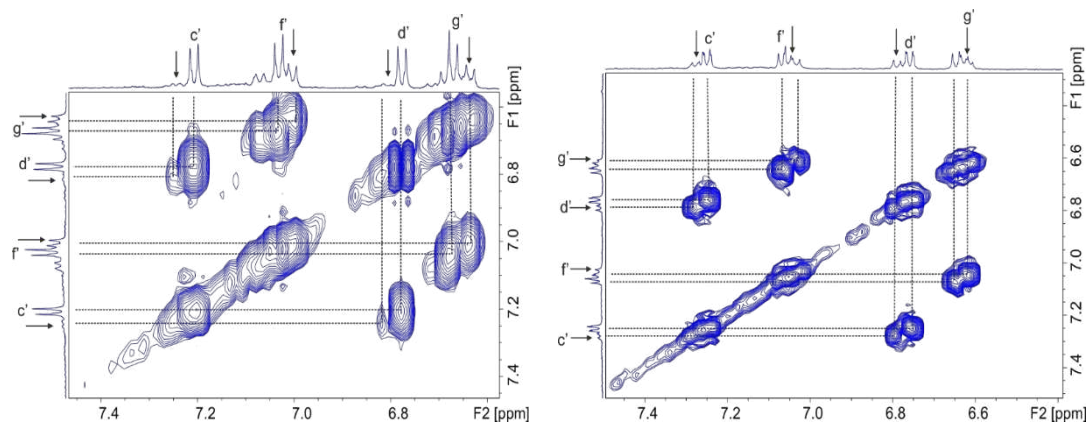 c' f' d' g'
g'
d'
f'
c'
6.8 7.0 7.2 7.4 F1 [ppm]
7.4 7.2 7.0 6.8 F2 [ppm]
c' f' d' g'
g'
d'
f'
c'
6.6 6.8 7.0 7.2 7.4 F1 [ppm]
7.4 7.2 7.0 6.8 6.6 F2 [ppm]